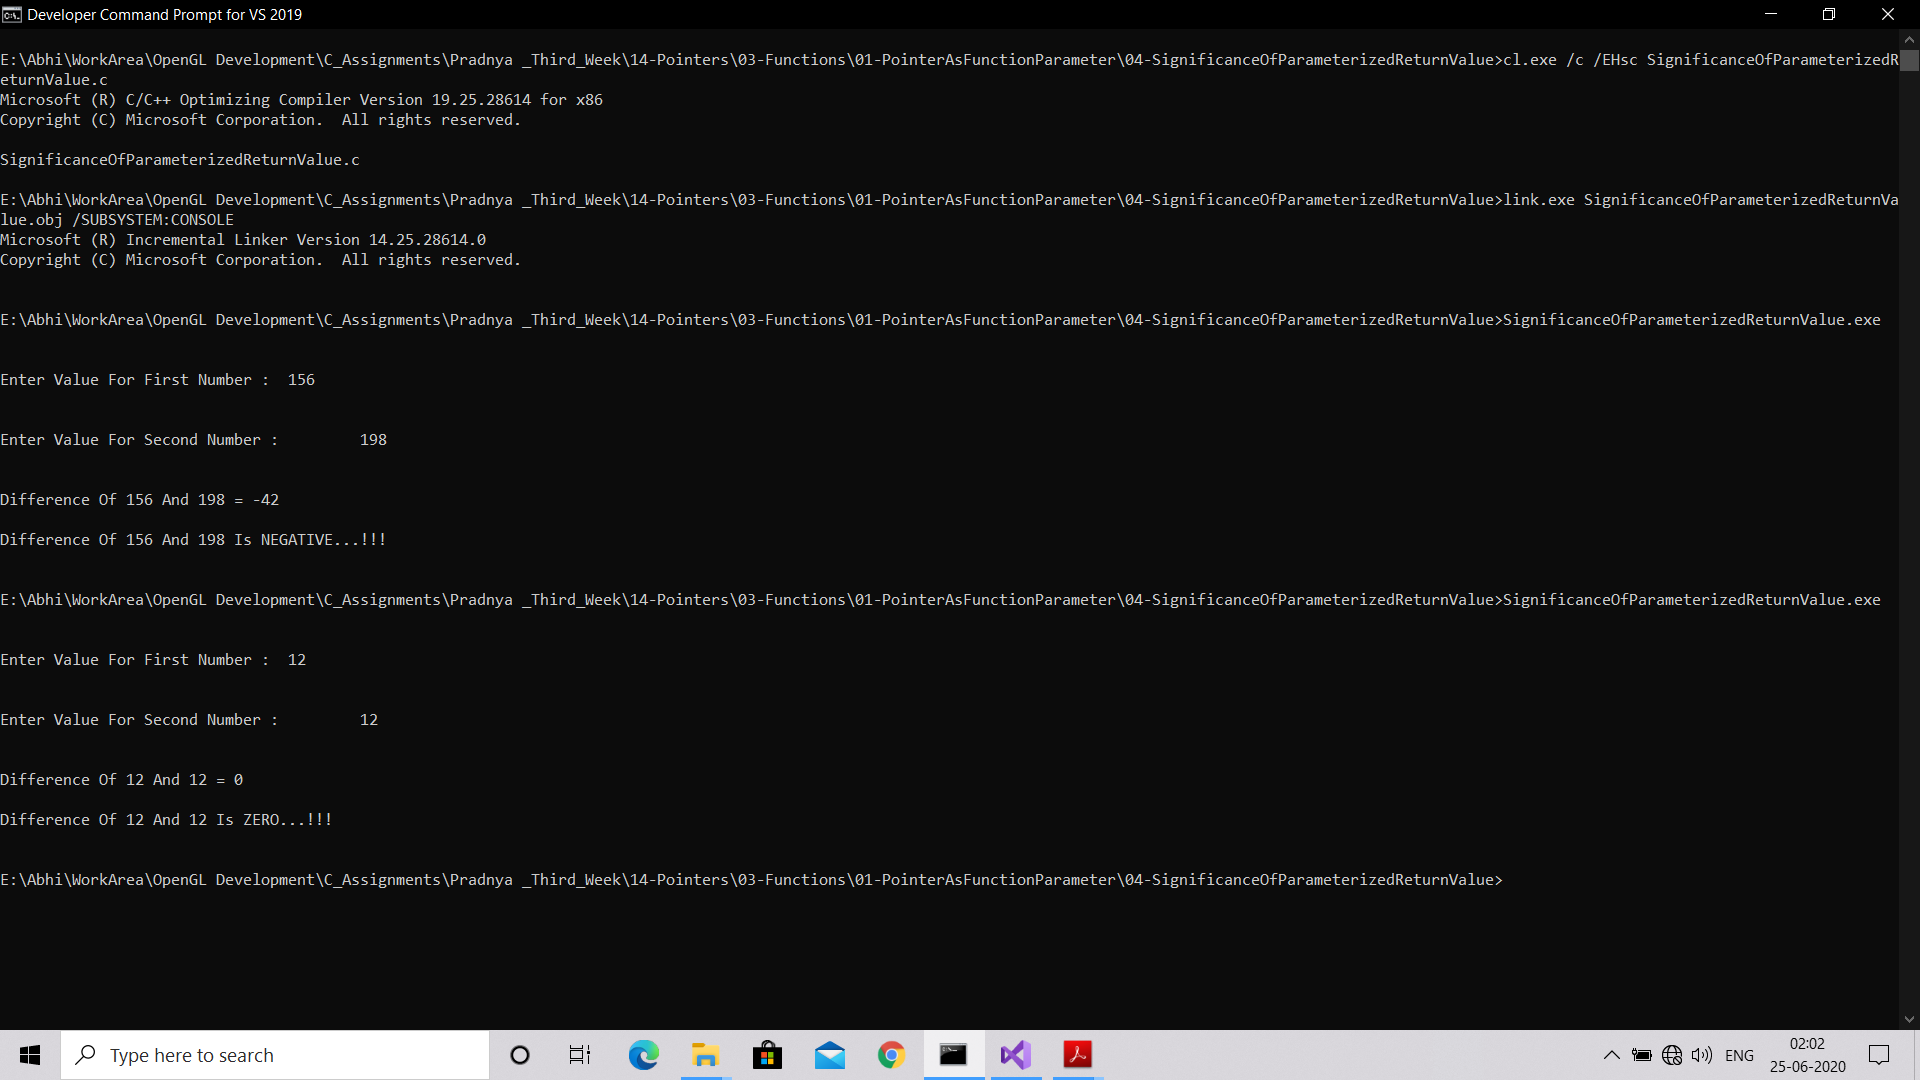 Developer Command Prompt for VS 2019
E:\Abhi\WorkArea\OpenGL Development\C_Assignments\Pradnya _Third_Week\14-Pointers\03-Functions\01-PointerAsFunctionParameter\04-SignificanceOfParameterizedReturnValue>cl.exe /c /EHsc SignificanceOfParameterizedR
eturnValue.c
Microsoft (R) C/C++ Optimizing Compiler Version 19.25.28614 for x86
Copyright (C) Microsoft Corporation.  All rights reserved.
SignificanceOfParameterizedReturnValue.c
E:\Abhi\WorkArea\OpenGL Development\C_Assignments\Pradnya _Third_Week\14-Pointers\03-Functions\01-PointerAsFunctionParameter\04-SignificanceOfParameterizedReturnValue>link.exe SignificanceOfParameterizedReturnVa
lue.obj /SUBSYSTEM:CONSOLE
Microsoft (R) Incremental Linker Version 14.25.28614.0
Copyright (C) Microsoft Corporation.  All rights reserved.
E:\Abhi\WorkArea\OpenGL Development\C_Assignments\Pradnya _Third_Week\14-Pointers\03-Functions\01-PointerAsFunctionParameter\04-SignificanceOfParameterizedReturnValue>SignificanceOfParameterizedReturnValue.exe
Enter Value For First Number :  156
Enter Value For Second Number :         198
Difference Of 156 And 198 = -42
Difference Of 156 And 198 Is NEGATIVE...!!!
E:\Abhi\WorkArea\OpenGL Development\C_Assignments\Pradnya _Third_Week\14-Pointers\03-Functions\01-PointerAsFunctionParameter\04-SignificanceOfParameterizedReturnValue>SignificanceOfParameterizedReturnValue.exe
Enter Value For First Number :  12
Enter Value For Second Number :         12
Difference Of 12 And 12 = 0
Difference Of 12 And 12 Is ZERO...!!!
E:\Abhi\WorkArea\OpenGL Development\C_Assignments\Pradnya _Third_Week\14-Pointers\03-Functions\01-PointerAsFunctionParameter\04-SignificanceOfParameterizedReturnValue>
Type here to search
ENG
02:02
25-06-2020